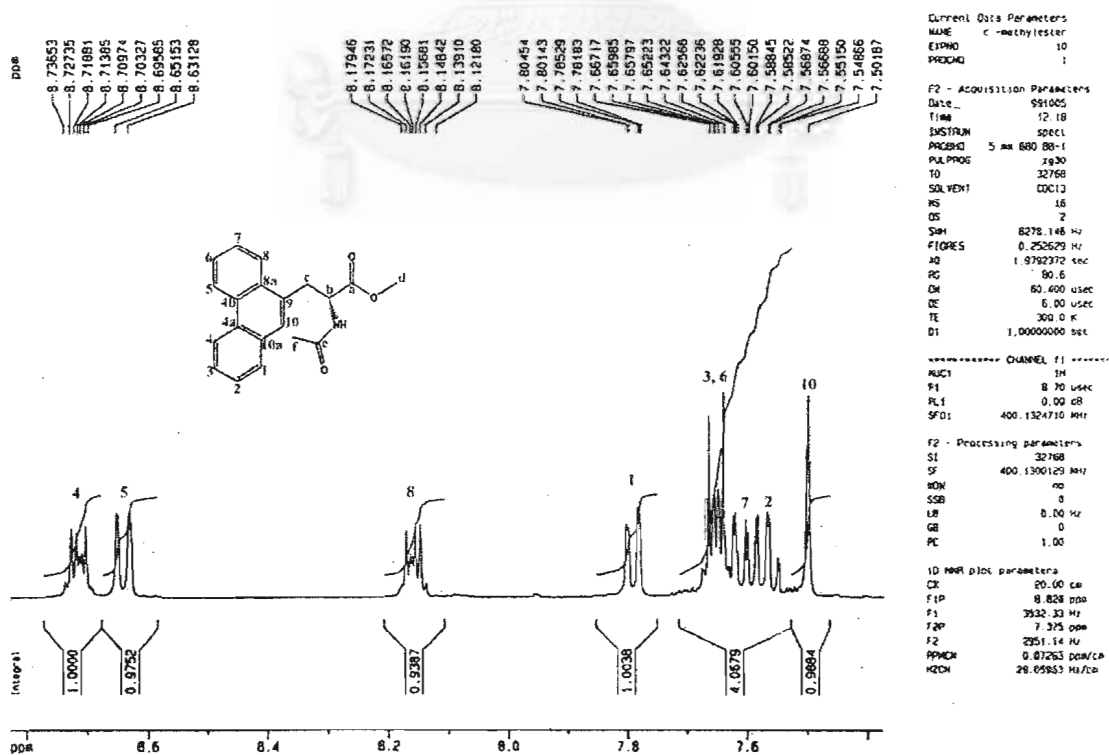 ppm
8.73653
8.72735
8.71881
8.71385
8.70974
8.70327
8.69585
8.65153
8.63128
8.17946
8.17231
8.16572
8.16190
8.15681
8.14842
8.13910
8.12180
7.80454
7.80143
7.78529
7.78183
7.66717
7.65985
7.65797
7.65223
7.64322
7.62568
7.62236
7.61928
7.60555
7.60150
7.58845
7.58522
7.56874
7.56668
7.55150
7.54866
7.50187
7
6
8
5
8a
c
O
d
b
a
O
4b
9
4a
10
NH
4
10a
f
e
3
1
O
2
4
5
8
1
3, 6
7
2
10
Integral
1.0000
0.9752
0.9387
1.0038
4.0679
0.9884
ppm
8.6
8.4
8.2
8.0
7.8
7.6
Current Data Parameters
NAME c -methylester
EXPNO 10
PROCNO 1
F2 - Acquisition Parameters
Date_ 991005
Time 12.18
INSTRUM spect
PROBHD 5 mm
PULPROG zg30
TD 32768
SOLVENT CDCl3
NS 16
DS 2
SWH 8278.146 Hz
FIDRES 0.252629 Hz
AQ 1.9792372 sec
RG 80.6
DW 60.400 usec
DE 6.00 usec
TE 300.0 K
D1 1.00000000 sec
CHANNEL f1
NUC1 1H
P1 8.70 usec
PL1 0.00 dB
SFO1 400.1324710 MHz
F2 - Processing parameters
SI 32768
SF 400.1300129 MHz
WDW no
SSB 0
LB 0.00 Hz
GB 0
PC 1.00
1D NMR plot parameters
CX 20.00 cm
F1P 8.828 ppm
F1 3532.33 Hz
F2P 7.375 ppm
F2 2951.14 Hz
PPMCM 0.07263 ppm/cm
HZCM 29.05953 Hz/cm